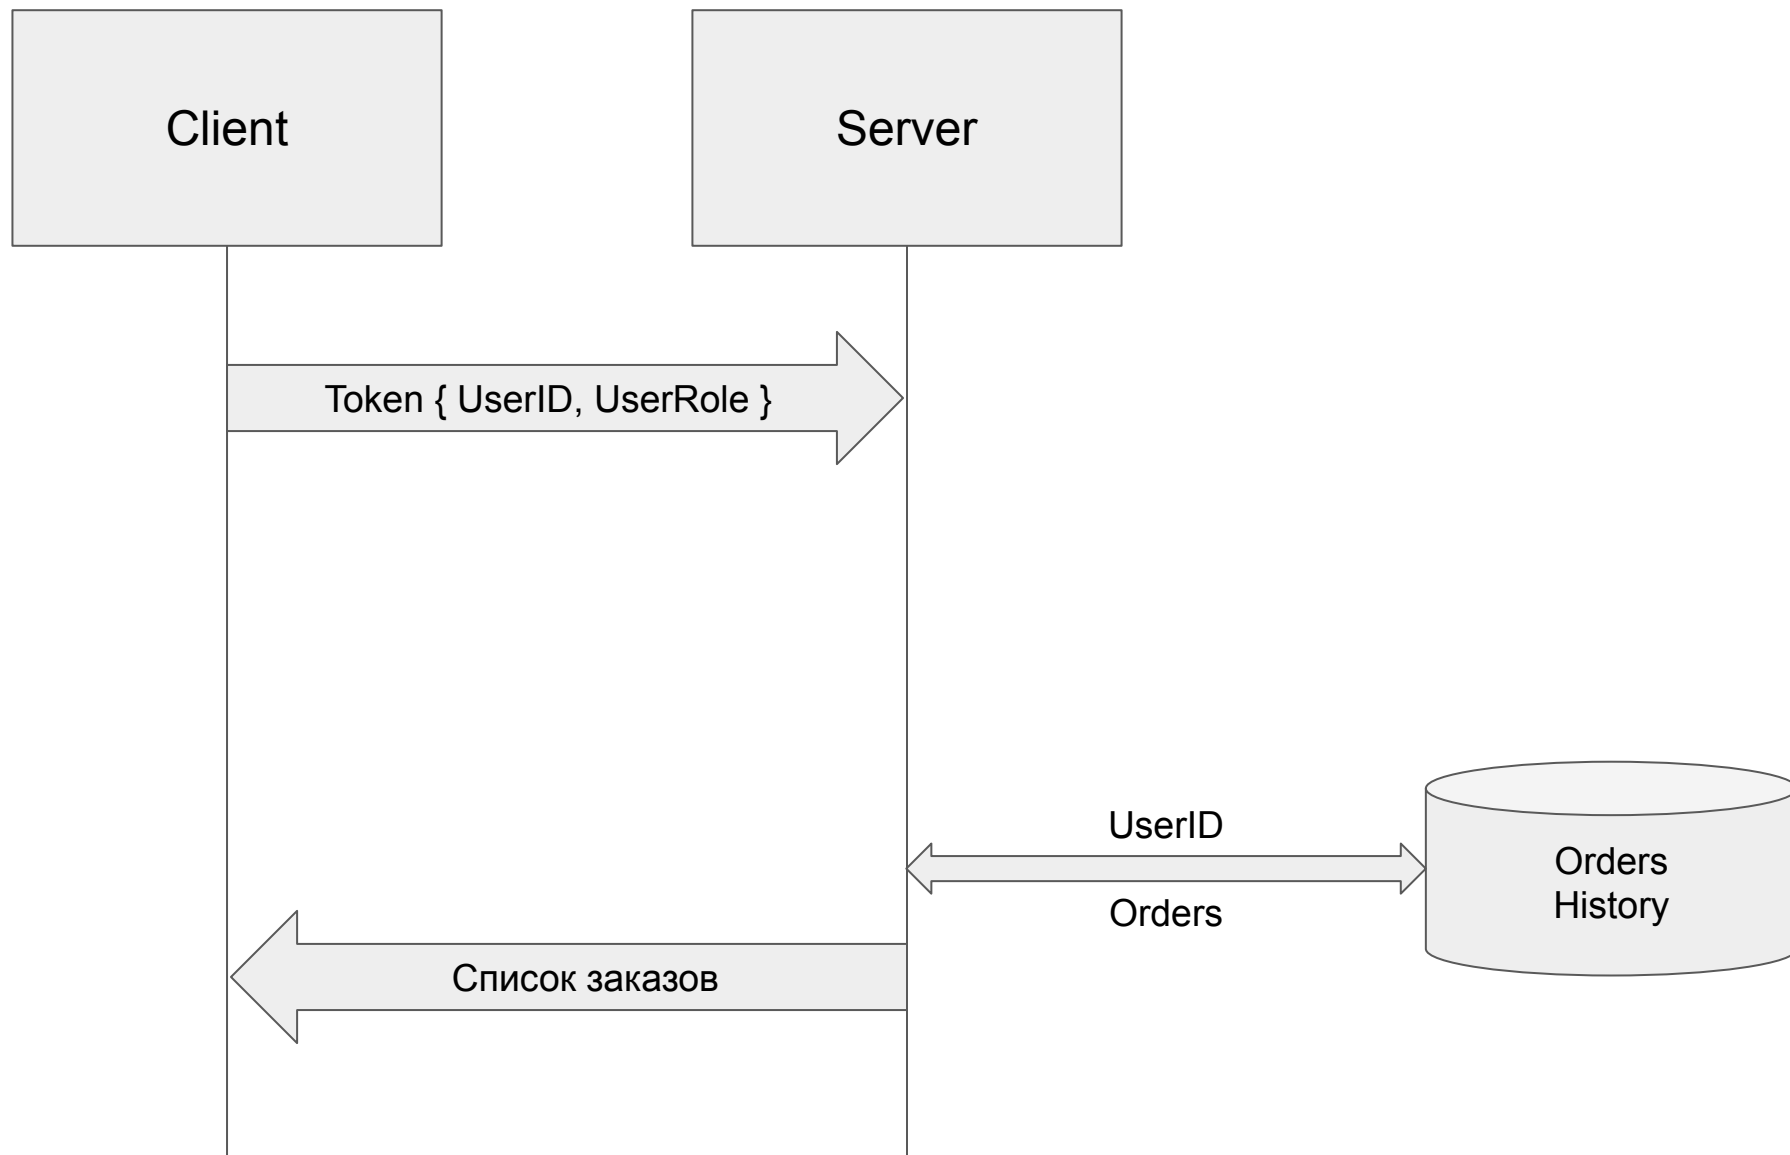 Client
Server
Token { UserID, UserRole }
UserID
Orders
Orders
History
Список заказов